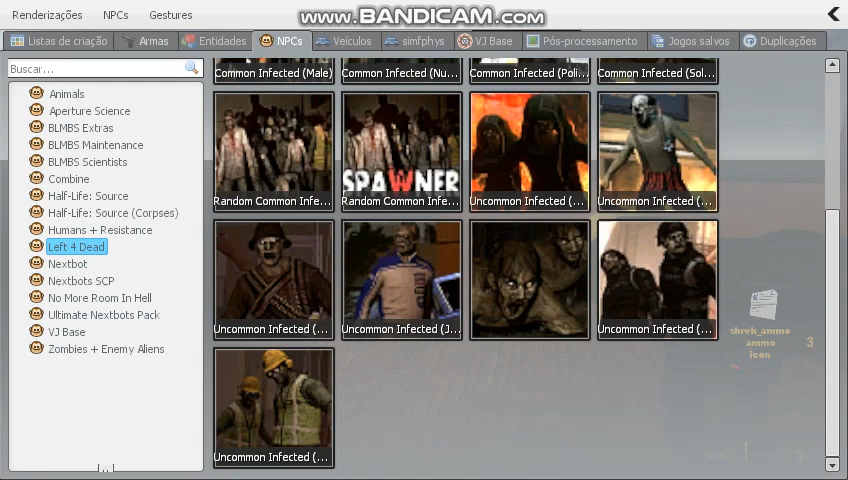 Renderizações NPCs Gestures
www.BANDICAM.com
Listas de criação Armas Entidades NPCs Veículos simfphys VJ Base Pós-processamento Jogos salvos Duplicações
Buscar...
Animals
Aperture Science
BLMBS Extras
BLMBS Maintenance
BLMBS Scientists
Combine
Half-Life: Source
Half-Life: Source (Corpses)
Humans + Resistance
Left 4 Dead
Nextbot
Nextbots SCP
No More Room In Hell
Ultimate Nextbots Pack
VJ Base
Zombies + Enemy Aliens
Common Infected (Male) Common Infected (Nu... Common Infected (Poli... Common Infected (Sol...
SPAWNER
Random Common Infe... Random Common Infe... Uncommon Infected (... Uncommon Infected (...
Uncommon Infected (... Uncommon Infected (J... Uncommon Infected (...
Uncommon Infected (...
shrek_ammo
ammo
icon
3